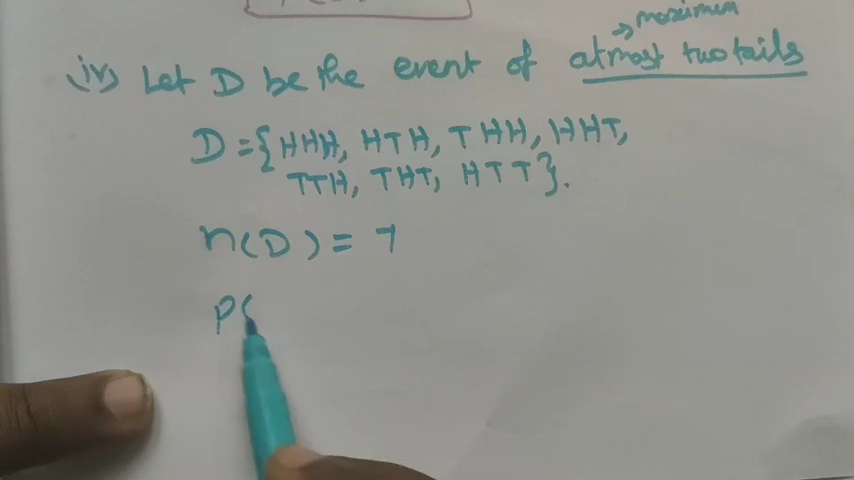 → maximum
iv) Let D be the event of atmost two tails
D = {HHH, HTH, THH, HHT,
TTH, THT, HTT}.
n(D) = 7
P(